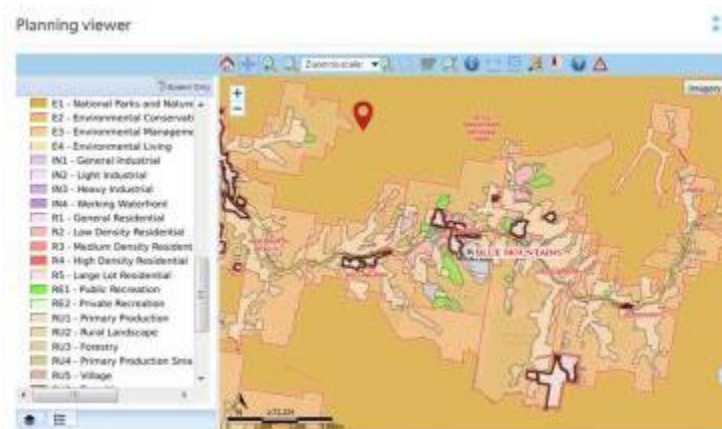 Planning viewer
Zoom to scale
Imagery
E1 - National Parks and Nature
E2 - Environmental Conservati
E3 - Environmental Manageme
E4 - Environmental Living
IN1 - General Industrial
IN2 - Light Industrial
IN3 - Heavy Industrial
IN4 - Working Waterfront
R1 - General Residential
R2 - Low Density Residential
R3 - Medium Density Resident
R4 - High Density Residential
R5 - Large Lot Residential
RE1 - Public Recreation
RE2 - Private Recreation
RU1 - Primary Production
RU2 - Rural Landscape
RU3 - Forestry
RU4 - Primary Production Sma
RU5 - Village
BLUE MOUNTAINS